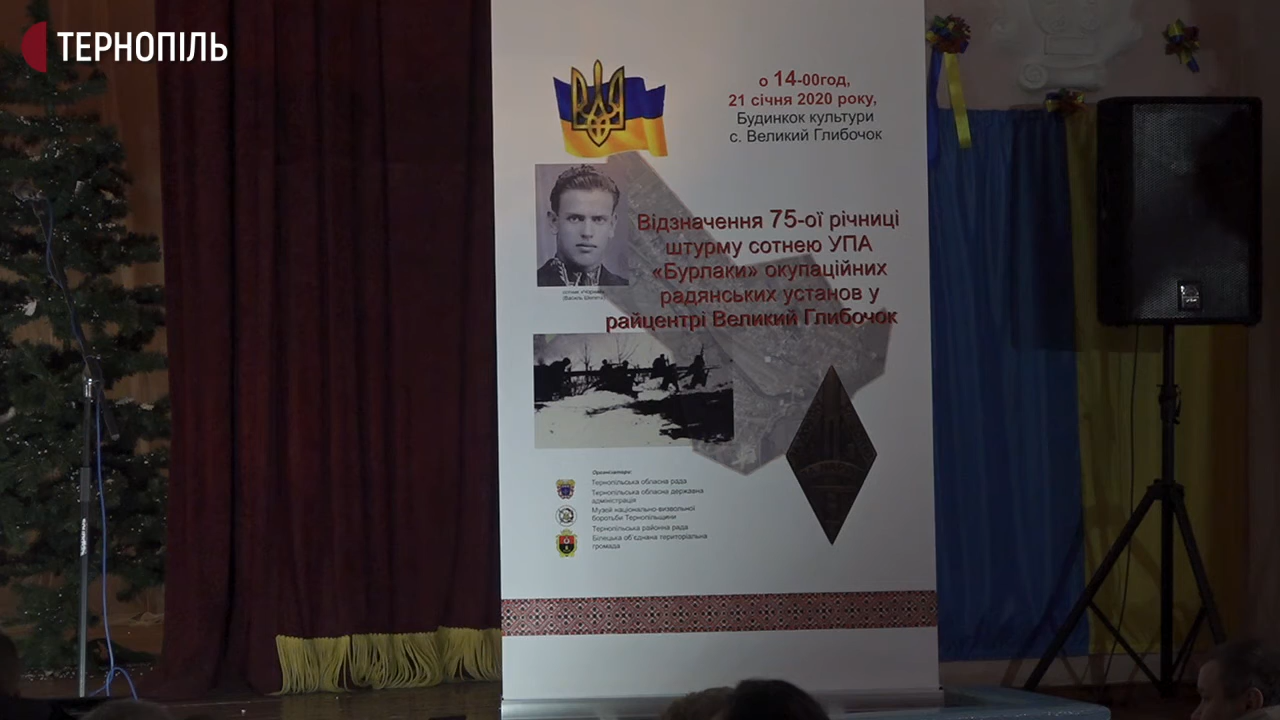 ТЕРНОПІЛЬ
о 14-00год,
21 січня 2020 року,
Будинкок культури
с. Великий Глибочок
Відзначення 75-ої річниці
штурму сотнею УПА
«Бурлаки» окупаційних
радянських установ у
райцентрі Великий Глибочок
Організатори:
Тернопільська обласна рада
Тернопільська обласна державна
адміністрація
Музей національно-визвольної
боротьби Тернопільщини
Тернопільська районна рада
Білецька об'єднана територіальна
громада